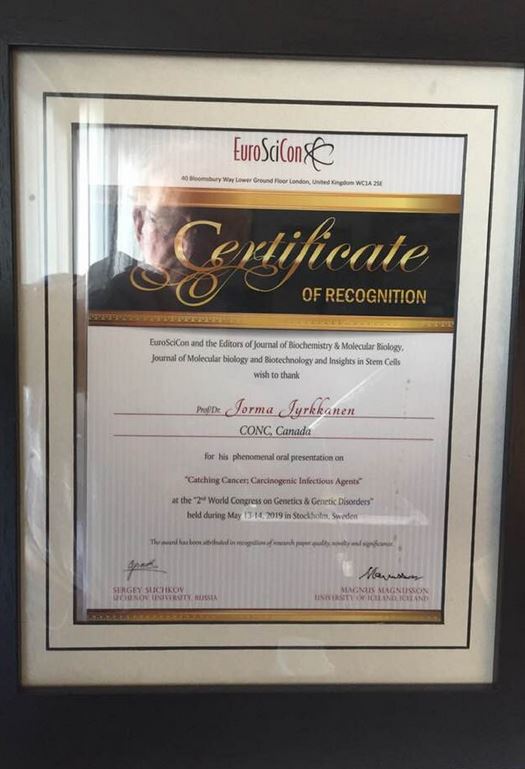 EuroSciCon
40 Bloomsbury Way Lower Ground Floor London, United Kingdom WC1A 2SE
Certificate
OF RECOGNITION
EuroSciCon and the Editors of Journal of Biochemistry & Molecular Biology,
Journal of Molecular biology and Biotechnology and Insights in Stem Cells
wish to thank
Prof/Dr. Jorma Jyrkkanen
CONC, Canada
for his phenomenal oral presentation on
"Catching Cancer; Carcinogenic Infectious Agents"
at the "2nd World Congress on Genetics & Genetic Disorders"
held during May 13-14, 2019 in Stockholm, Sweden
The award has been attributed in recognition of research paper quality, novelty and significance.
SERGEY SUCHKOV
SECHENOV UNIVERSITY, RUSSIA
MAGNUS MAGNUSSON
UNIVERSITY OF ICELAND, ICELAND